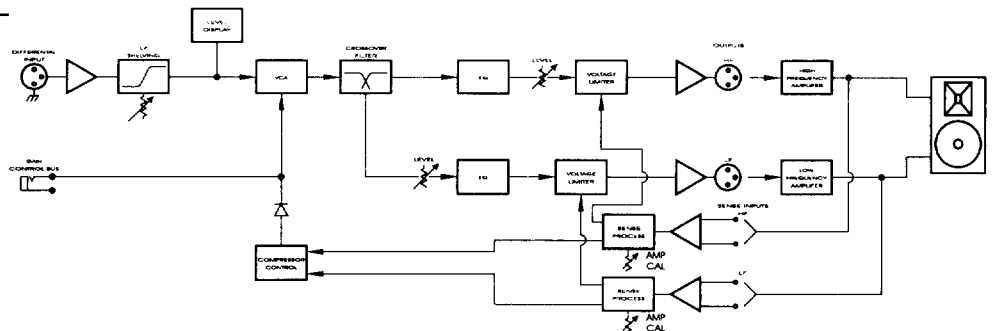 LEVEL
DISPLAY
DIFFERENTIAL
INPUT
LF
SHELVING
VCA
CROSSOVER
FILTER
EQ
LEVEL
VOLTAGE
LIMITER
OUTPUTS
HF
HIGH
FREQUENCY
AMPLIFIER
GAIN
CONTROL BUS
LEVEL
EQ
VOLTAGE
LIMITER
LF
LOW
FREQUENCY
AMPLIFIER
COMPRESSOR
CONTROL
SENSE
PROCESS
SENSE INPUTS
HF
AMP
CAL
SENSE
PROCESS
LF
AMP
CAL